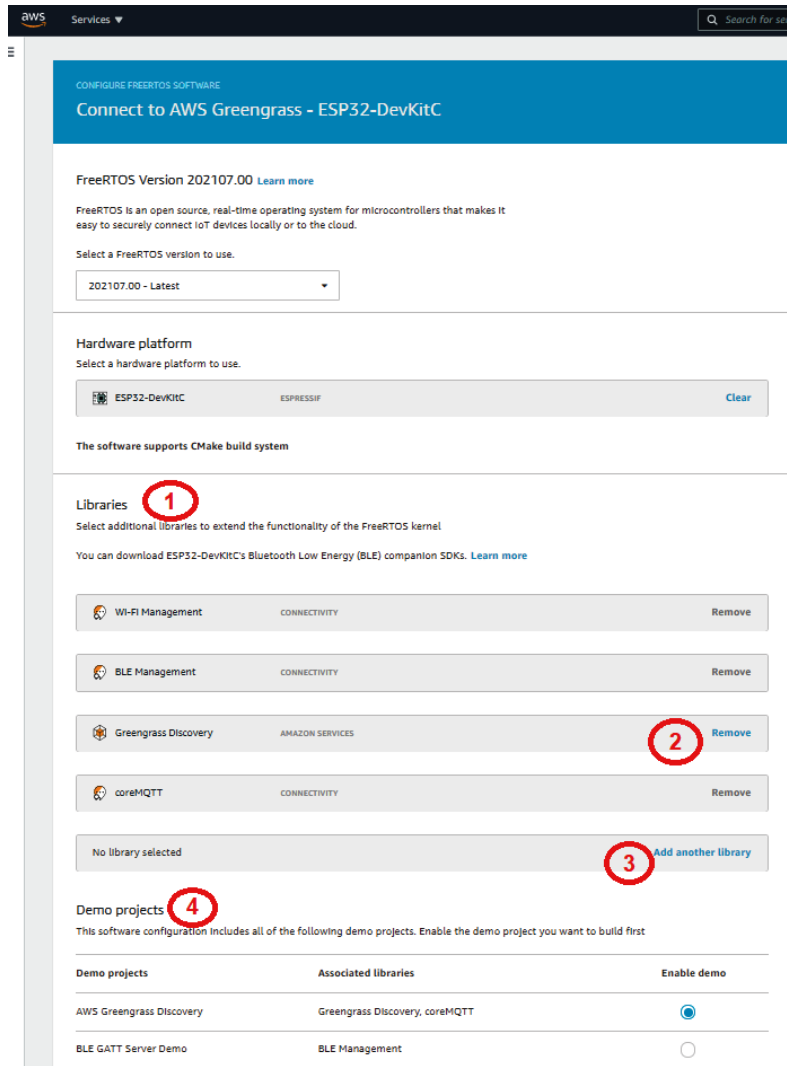 aws Services ▼ Search for se
CONFIGURE FREERTOS SOFTWARE
Connect to AWS Greengrass - ESP32-DevKitC
FreeRTOS Version 202107.00 Learn more
FreeRTOS is an open source, real-time operating system for microcontrollers that makes it
easy to securely connect IoT devices locally or to the cloud.
Select a FreeRTOS version to use.
202107.00 - Latest
Hardware platform
Select a hardware platform to use.
ESP32-DevKitC ESPRESSIF Clear
The software supports CMake build system
Libraries 1
Select additional libraries to extend the functionality of the FreeRTOS kernel
You can download ESP32-DevKitC's Bluetooth Low Energy (BLE) companion SDKs. Learn more
Wi-Fi Management CONNECTIVITY Remove
BLE Management CONNECTIVITY Remove
Greengrass Discovery AMAZON SERVICES 2 Remove
coreMQTT CONNECTIVITY Remove
No library selected 3 Add another library
Demo projects 4
This software configuration includes all of the following demo projects. Enable the demo project you want to build first
Demo projects Associated libraries Enable demo
AWS Greengrass Discovery Greengrass Discovery, coreMQTT
BLE GATT Server Demo BLE Management